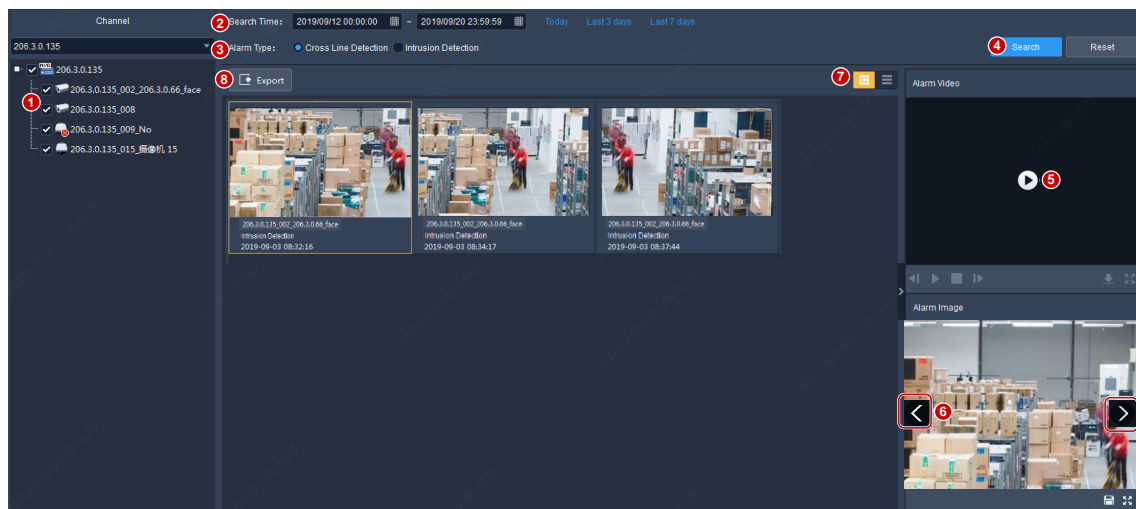 Channel
206.3.0.135
206.3.0.135
1
206.3.0.135_002_206.3.0.66_face
206.3.0.135_008
206.3.0.135_009_No
206.3.0.135_015_摄像机 15
2 Search Time: 2019/09/12 00:00:00 ~ 2019/09/20 23:59:59 Today Last 3 days Last 7 days
3 Alarm Type: Cross Line Detection Intrusion Detection
4 Search Reset
8 Export
7
206.3.0.135_002_206.3.0.66_face
Intrusion Detection
2019-09-03 08:32:16
206.3.0.135_002_206.3.0.66_face
Intrusion Detection
2019-09-03 08:34:17
206.3.0.135_002_206.3.0.66_face
Intrusion Detection
2019-09-03 08:37:44
Alarm Video
5
Alarm Image
6